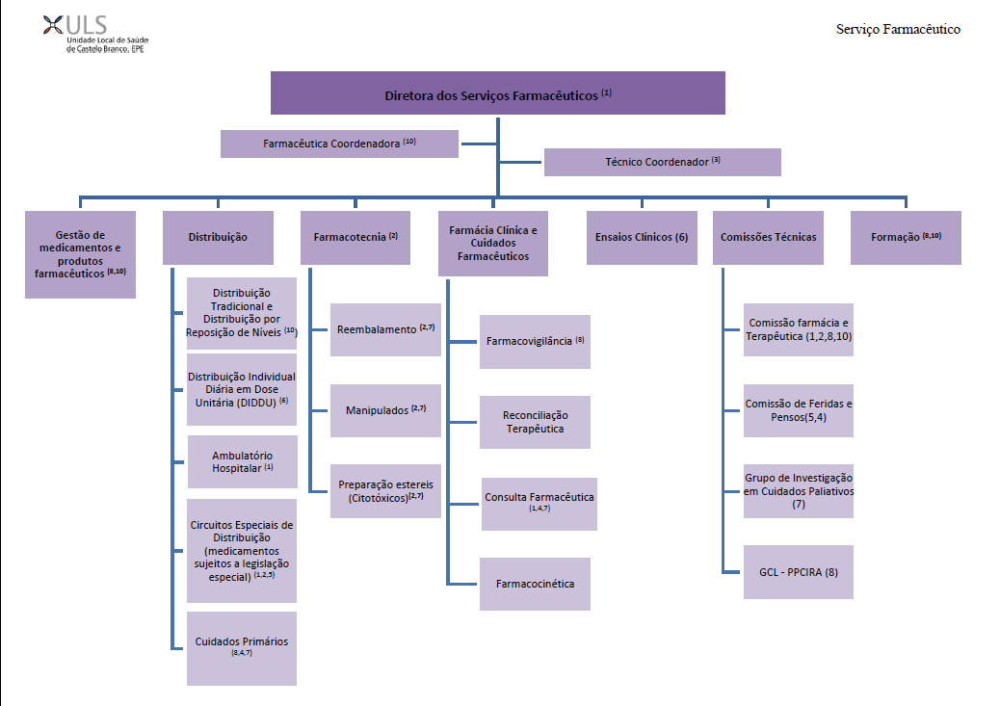 ULS
Unidade Local de Saúde
de Castelo Branco, EPE
Serviço Farmacêutico
Diretora dos Serviços Farmacêuticos (1)
Farmacêutica Coordenadora (10)
Técnico Coordenador (3)
Gestão de
medicamentos e
produtos
farmacêuticos (8,10)
Distribuição
Farmacotecnia (2)
Farmácia Clínica e
Cuidados
Farmacêuticos
Ensaios Clínicos (6)
Comissões Técnicas
Formação (8,10)
Distribuição
Tradicional e
Distribuição por
Reposição de Níveis (10)
Distribuição Individual
Diária em Dose
Unitária (DIDDU) (6)
Ambulatório
Hospitalar (1)
Circuitos Especiais de
Distribuição
(medicamentos
sujeitos a legislação
especial) (1,2,5)
Cuidados Primários
(8,4,7)
Reembalamento (2,7)
Manipulados (2,7)
Preparação estereis
(Citotóxicos)(2,7)
Farmacovigilância (8)
Reconciliação
Terapêutica
Consulta Farmacêutica
(1,4,7)
Farmacocinética
Comissão farmácia e
Terapêutica (1,2,8,10)
Comissão de Feridas e
Pensos(5,4)
Grupo de Investigação
em Cuidados Paliativos
(7)
GCL - PPCIRA (8)